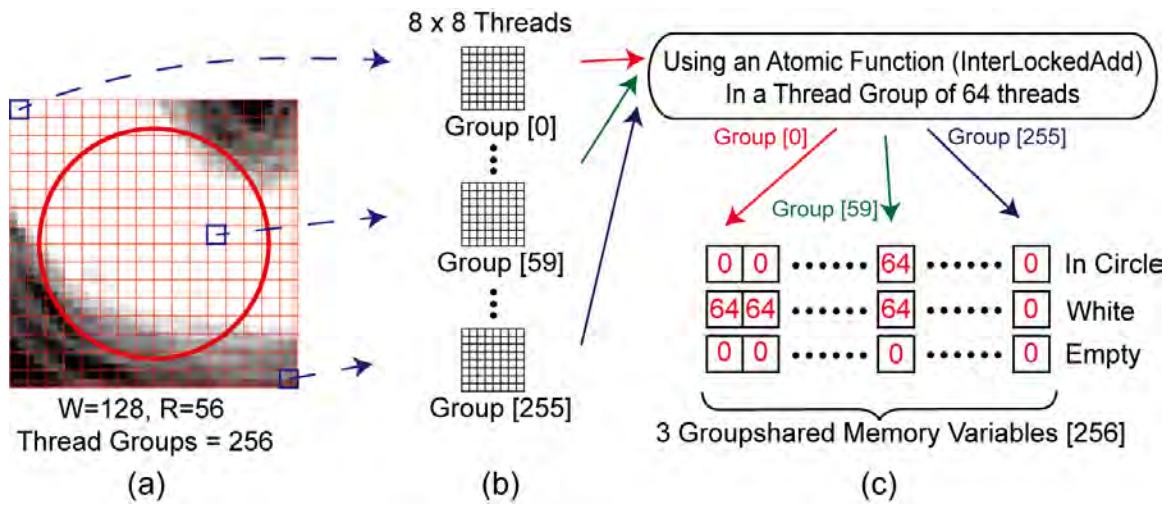 8 x 8 Threads
Group [0]
Group [59]
Group [255]
W=128, R=56
Thread Groups = 256
(a)
(b)
Using an Atomic Function (InterLockedAdd)
In a Thread Group of 64 threads
Group [0]
Group [255]
Group [59]
0 0 ...... 64 ...... 0 In Circle
64 64 ...... 64 ...... 0 White
0 0 ...... 0 ...... 0 Empty
3 Groupshared Memory Variables [256]
(c)